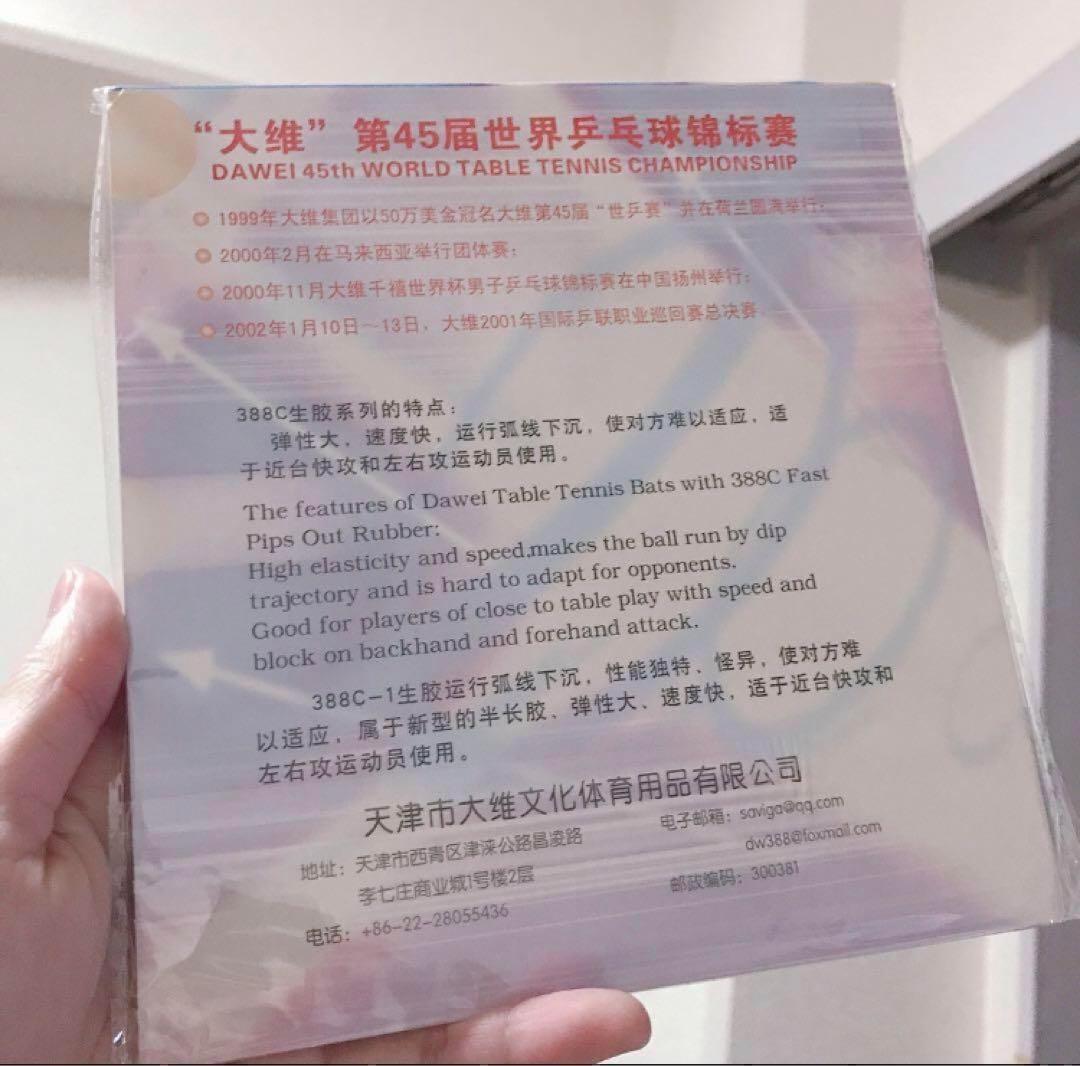 “大维”第45届世界乒乓球锦标赛
DAWEI 45th WORLD TABLE TENNIS CHAMPIONSHIP
1999年大维集团以50万美金冠名大维第45届“世乒赛”并在荷兰圆满举行;
2000年2月在马来西亚举行团体赛;
2000年11月大维千禧世界杯男子乒乓球锦标赛在中国扬州举行;
2002年1月10日～13日，大维2001年国际乒联职业巡回赛总决赛
388C生胶系列的特点：
弹性大，速度快，运行弧线下沉，使对方难以适应，适
于近台快攻和左右攻运动员使用。
The features of Dawei Table Tennis Bats with 388C Fast
Pips Out Rubber:
High elasticity and speed,makes the ball run by dip
trajectory and is hard to adapt for opponents.
Good for players of close to table play with speed and
block on backhand and forehand attack.
388C-1生胶运行弧线下沉，性能独特、怪异，使对方难
以适应，属于新型的半长胶、弹性大、速度快，适于近台快攻和
左右攻运动员使用。
天津市大维文化体育用品有限公司
地址：天津市西青区津涞公路昌凌路
李七庄商业城1号楼2层
电话：+86-22-28055436
电子邮箱：saviga@qq.com
dw388@foxmail.com
邮政编码：300381